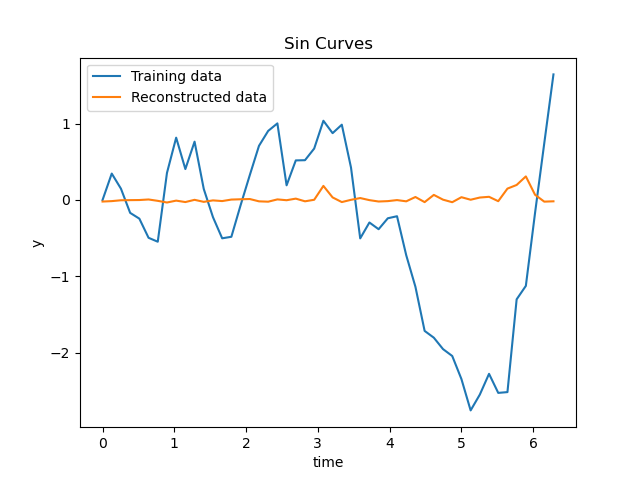 Sin Curves
Training data
Reconstructed data
1
0
−1
−2
y
0 1 2 3 4 5 6
time